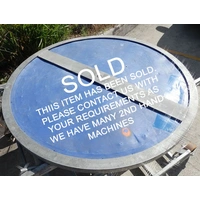 SOLD
THIIS ITEM HAS BEEN SOLD,
PLEASE CONTACT US WITH
YOUR REQUIREMENTS AS
WE HAVE MANY 2ND HAND
MACHINES